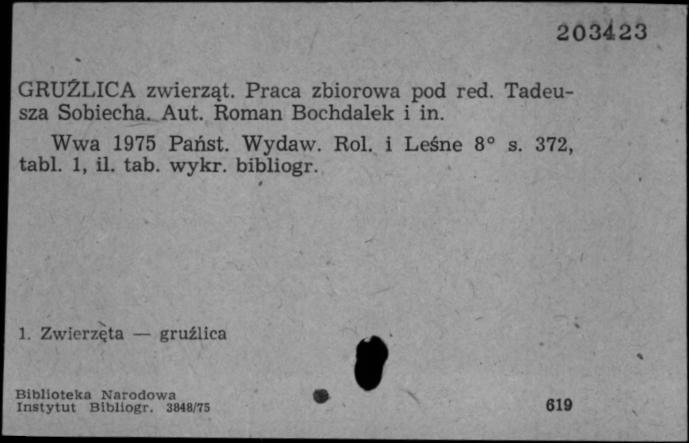 203423
GRUŹLICA zwierząt. Praca zbiorowa pod red. Tadeu-
sza Sobiecha. Aut. Roman Bochdalek i in.
Wwa 1975 Państ. Wydaw. Rol. i Leśne 8° s. 372,
tabl. 1, il. tab. wykr. bibliogr.
1. Zwierzęta — gruźlica
Biblioteka Narodowa
Instytut Bibliogr. 3848/75
619